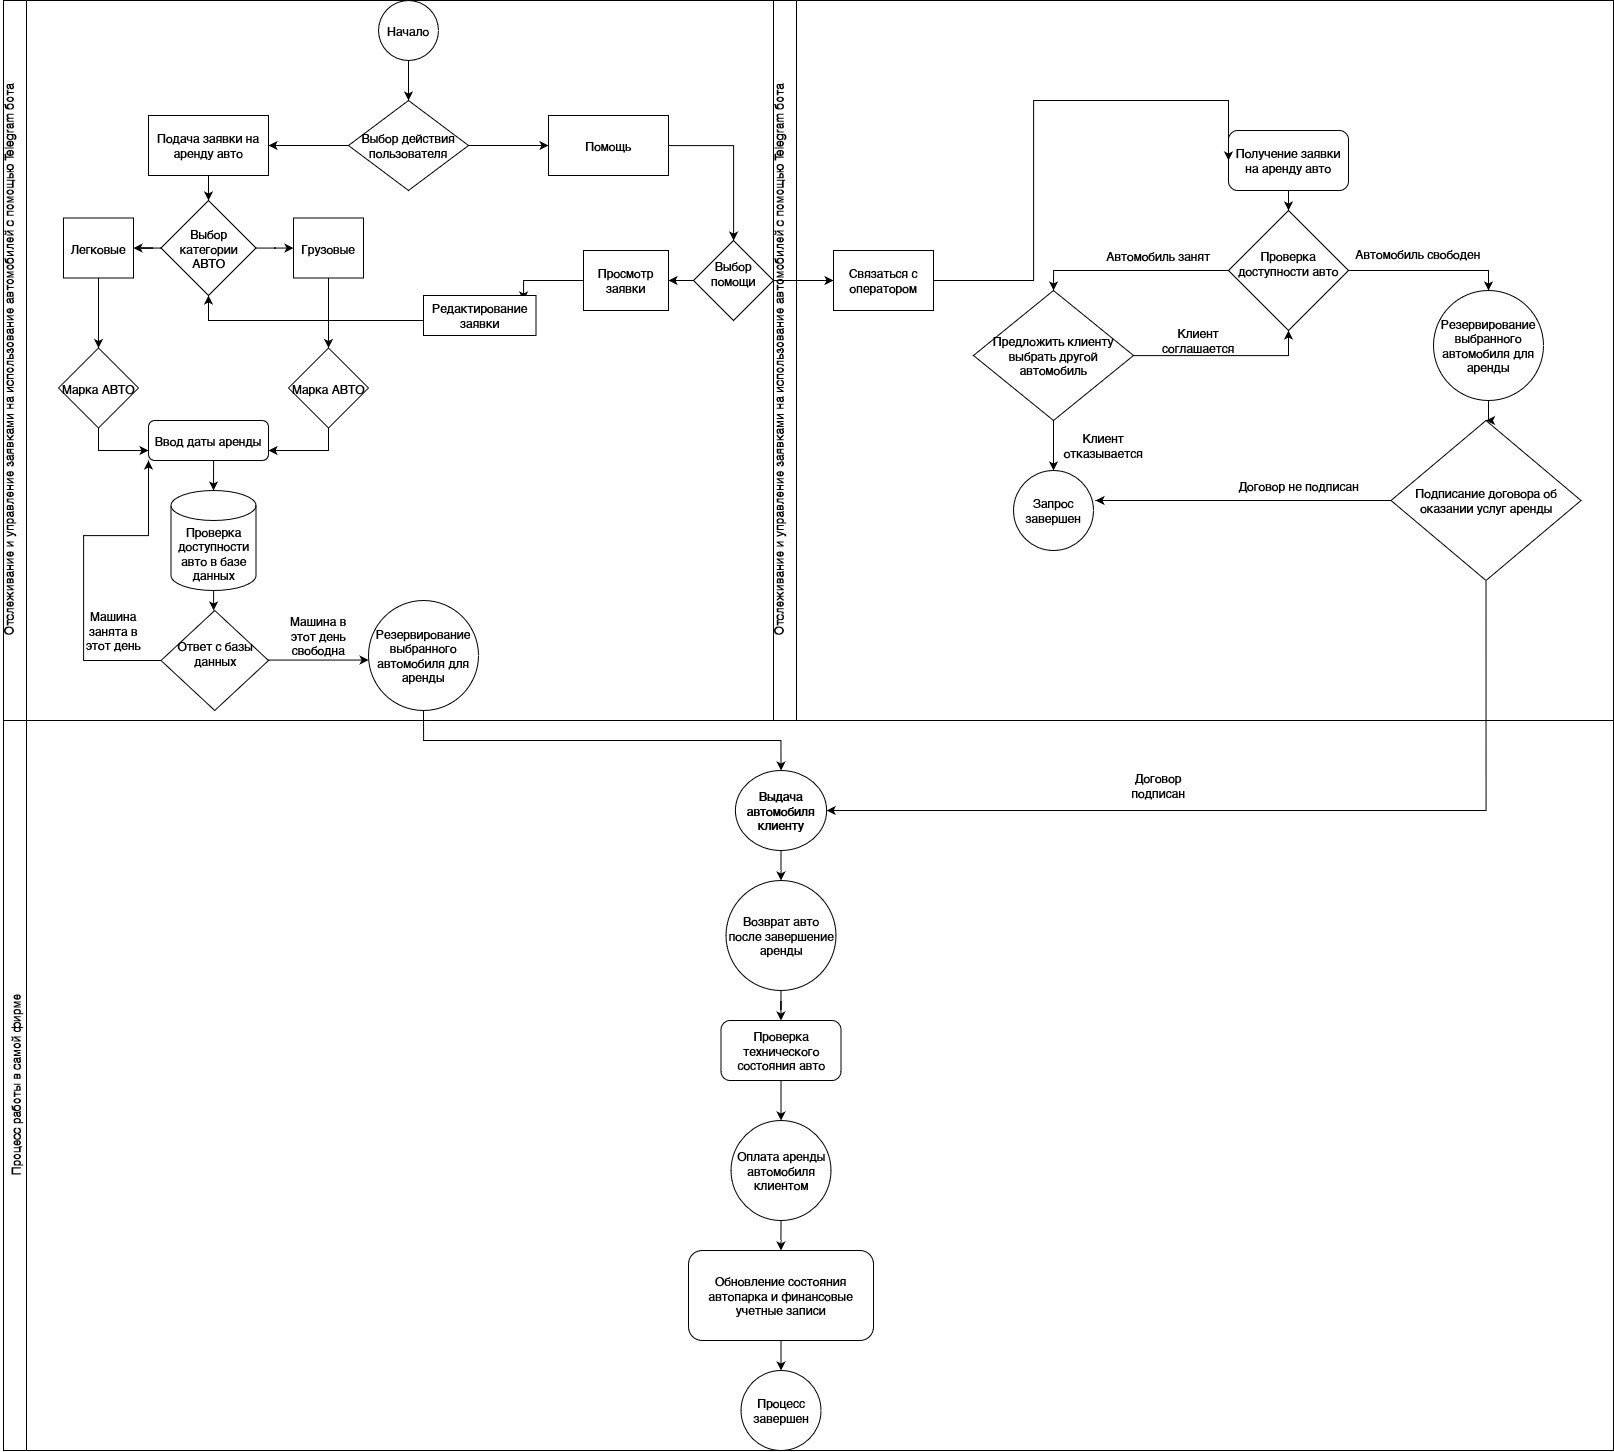 Отслеживание и управление заявками на использование автомобилей с помощью Telegram бота
Начало
Выбор действия
пользователя
Подача заявки на
аренду авто
Помощь
Выбор
категории
АВТО
Легковые
Грузовые
Выбор
помощи
Просмотр
заявки
Редактирование
заявки
Марка АВТО
Марка АВТО
Ввод даты аренды
Проверка
доступности
авто в базе
данных
Ответ с базы
данных
Машина
занята в
этот день
Машина в
этот день
свободна
Резервирование
выбранного
автомобиля для
аренды
Отслеживание и управление заявками на использование автомобилей с помощью Telegram бота
Связаться с
оператором
Получение заявки
на аренду авто
Проверка
доступности авто
Автомобиль занят
Автомобиль свободен
Предложить клиенту
выбрать другой
автомобиль
Клиент
соглашается
Клиент
отказывается
Запрос
завершен
Резервирование
выбранного
автомобиля для
аренды
Договор не подписан
Подписание договора об
оказании услуг аренды
Процесс работы в самой фирме
Договор
подписан
Выдача
автомобиля
клиенту
Возврат авто
после завершение
аренды
Проверка
технического
состояния авто
Оплата аренды
автомобиля
клиентом
Обновление состояния
автопарка и финансовые
учетные записи
Процесс
завершен